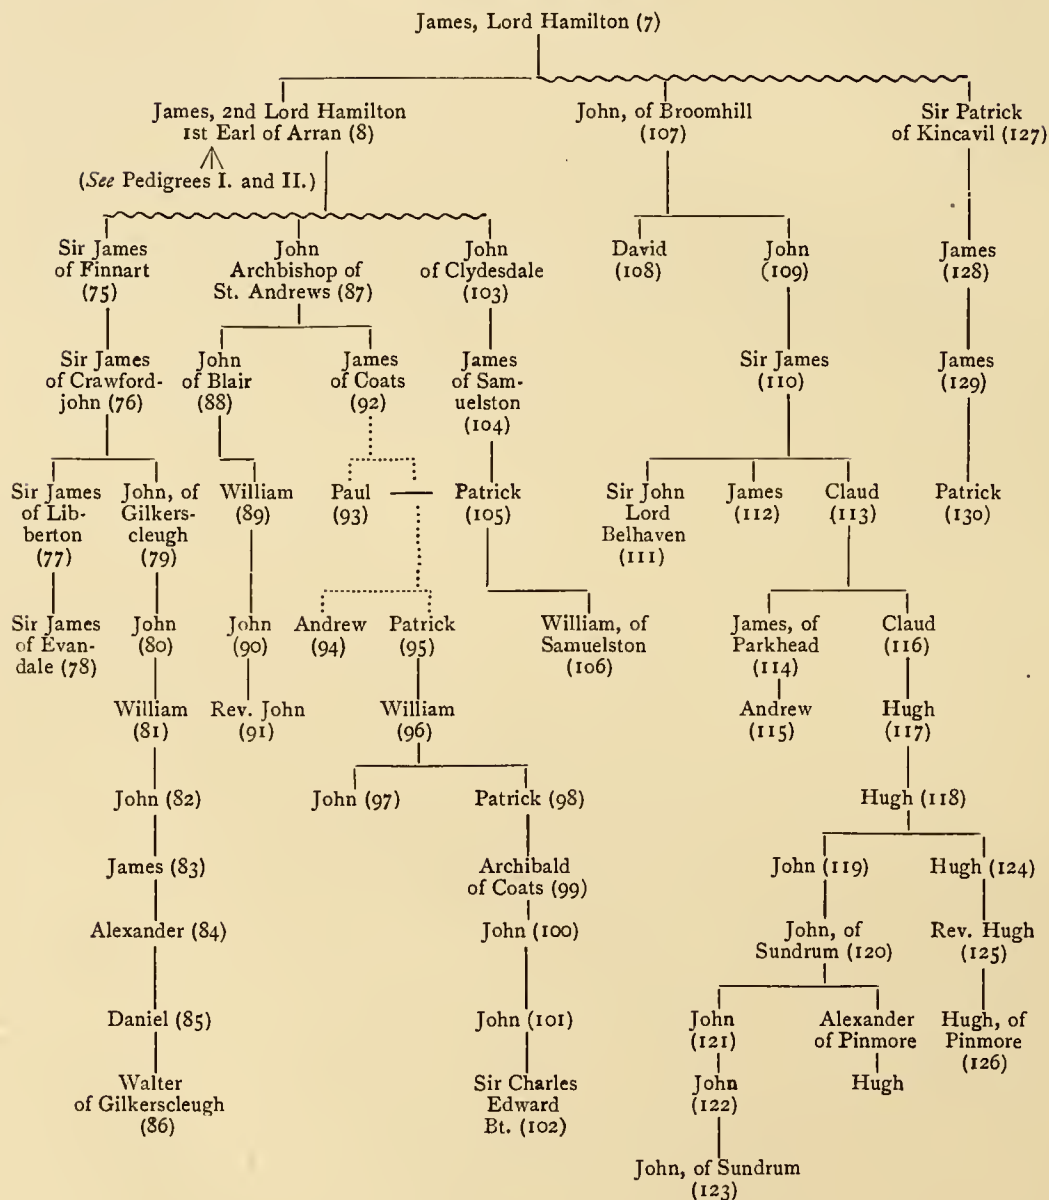 James, Lord Hamilton (7)
James, 2nd Lord Hamilton
1st Earl of Arran (8)
(See Pedigrees I. and II.)
John, of Broomhill
(107)
Sir Patrick
of Kincavil (127)
Sir James
of Finnart
(75)
John
Archbishop of
St. Andrews (87)
John
of Clydesdale
(103)
David
(108)
John
(109)
James
(128)
Sir James
of Crawford-
john (76)
John
of Blair
(88)
James
of Coats
(92)
James
of Sam-
uelston
(104)
Sir James
(110)
James
(129)
Sir James
of Lib-
berton
(77)
John, of
Gilkers-
cleugh
(79)
William
(89)
Paul
(93)
Patrick
(105)
Sir John
Lord
Belhaven
(111)
James
(112)
Claud
(113)
Patrick
(130)
Sir James
of Evan-
dale (78)
John
(80)
John
(90)
Andrew
(94)
Patrick
(95)
William, of
Samuelston
(106)
James, of
Parkhead
(114)
Claud
(116)
William
(81)
Rev. John
(91)
William
(96)
Andrew
(115)
Hugh
(117)
John (82)
John (97)
Patrick (98)
Hugh (118)
James (83)
Archibald
of Coats (99)
John (119)
Hugh (124)
Alexander (84)
John (100)
John, of
Sundrum (120)
Rev. Hugh
(125)
Daniel (85)
John (101)
John
(121)
Alexander
of Pinmore
Hugh, of
Pinmore
(126)
Walter
of Gilkerscleugh
(86)
Sir Charles
Edward
Bt. (102)
John
(122)
Hugh
John, of Sundrum
(123)